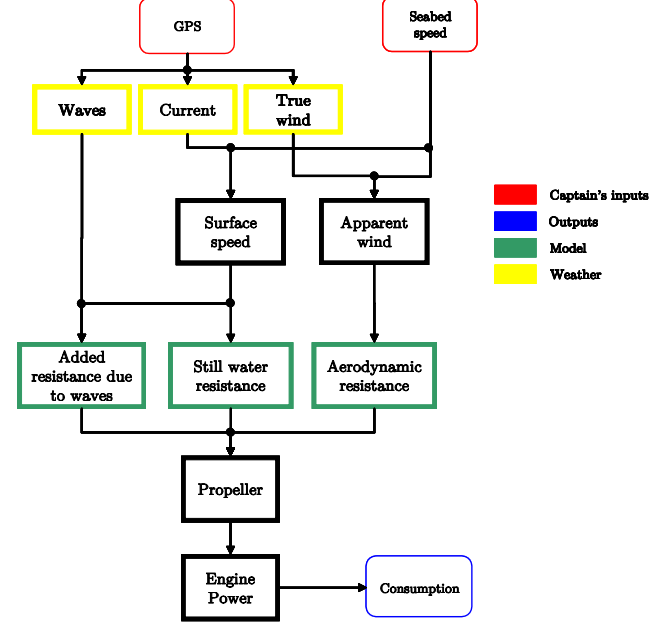 GPS
Seabed
speed
Waves
Current
True
wind
Surface
speed
Apparent
wind
Captain's inputs
Outputs
Model
Weather
Added
resistance due
to waves
Still water
resistance
Aerodynamic
resistance
Propeller
Engine
Power
Consumption